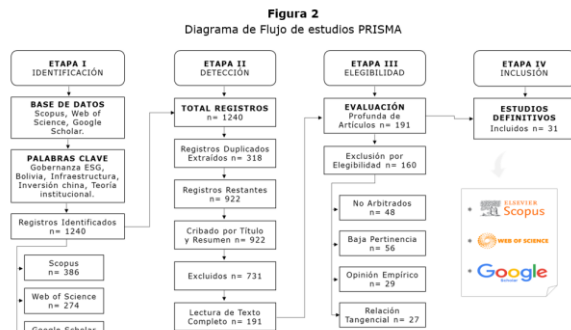 Figura 2
Diagrama de Flujo de estudios PRISMA
ETAPA I
IDENTIFICACIÓN
BASE DE DATOS
Scopus, Web of
Science, Google
Scholar.
PALABRAS CLAVE
Gobernanza ESG,
Bolivia, Infraestructura,
Inversión china, Teoría
institucional.
Registros Identificados
n= 1240
Scopus
n= 386
Web of Science
n= 274
Google Scholar
ETAPA II
DETECCIÓN
TOTAL REGISTROS
n= 1240
Registros Duplicados
Extraídos n= 318
Registros Restantes
n= 922
Cribado por Título
y Resumen n= 922
Excluidos n= 731
Lectura de Texto
Completo n= 191
ETAPA III
ELEGIBILIDAD
EVALUACIÓN
Profunda de
Artículos n= 191
Exclusión por
Elegibilidad n= 160
No Arbitrados
n= 48
Baja Pertinencia
n= 56
Opinión Empírico
n= 29
Relación
Tangencial n= 27
ETAPA IV
INCLUSIÓN
ESTUDIOS
DEFINITIVOS
Incluidos n= 31
ELSEVIER
Scopus
WEB OF SCIENCE
Google